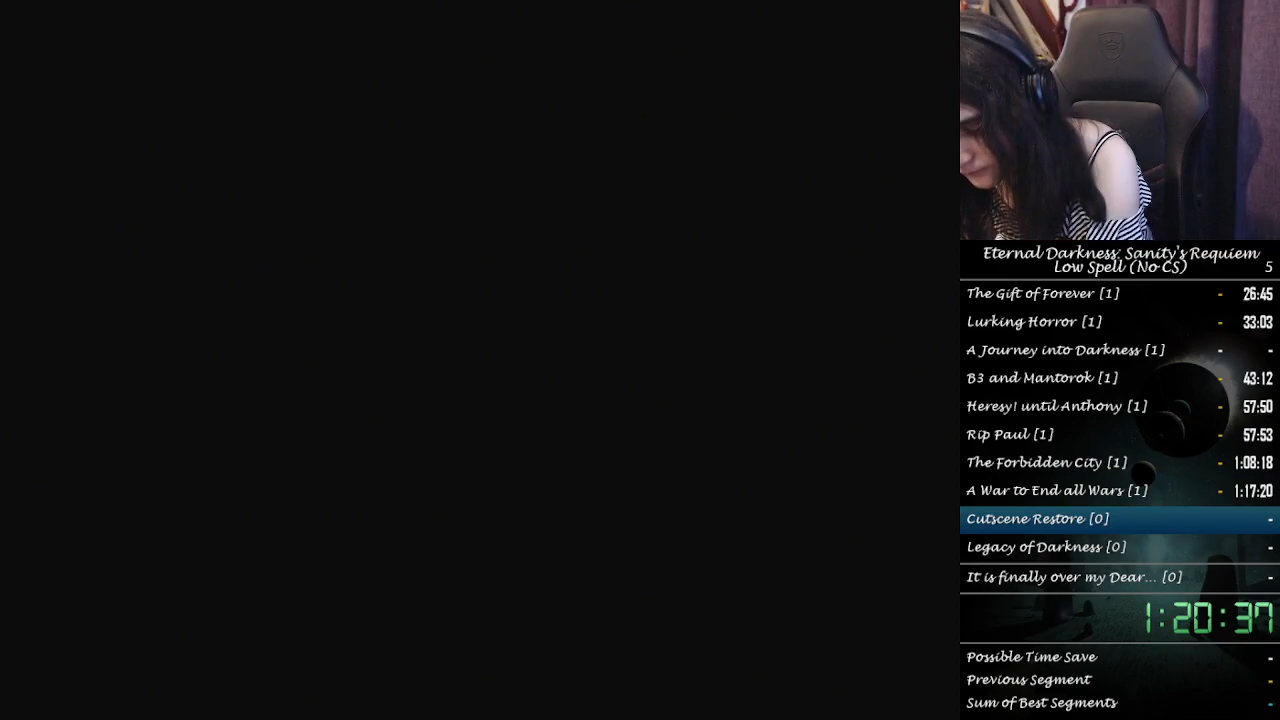 Eternal Darkness: Sanity's Requiem
Low Spell (No CS) 5
The Gift of Forever [1] - 26:45
Lurking Horror [1] - 33:03
A Journey into Darkness [1] - -
B3 and Mantorok [1] - 43:12
Heresy! until Anthony [1] - 57:50
Rip Paul [1] - 57:53
The Forbidden City [1] - 1:08:18
A War to End all Wars [1] - 1:17:20
Cutscene Restore [0] -
Legacy of Darkness [0] -
It is finally over my Dear... [0] -
1:20:37
Possible Time Save -
Previous Segment -
Sum of Best Segments -